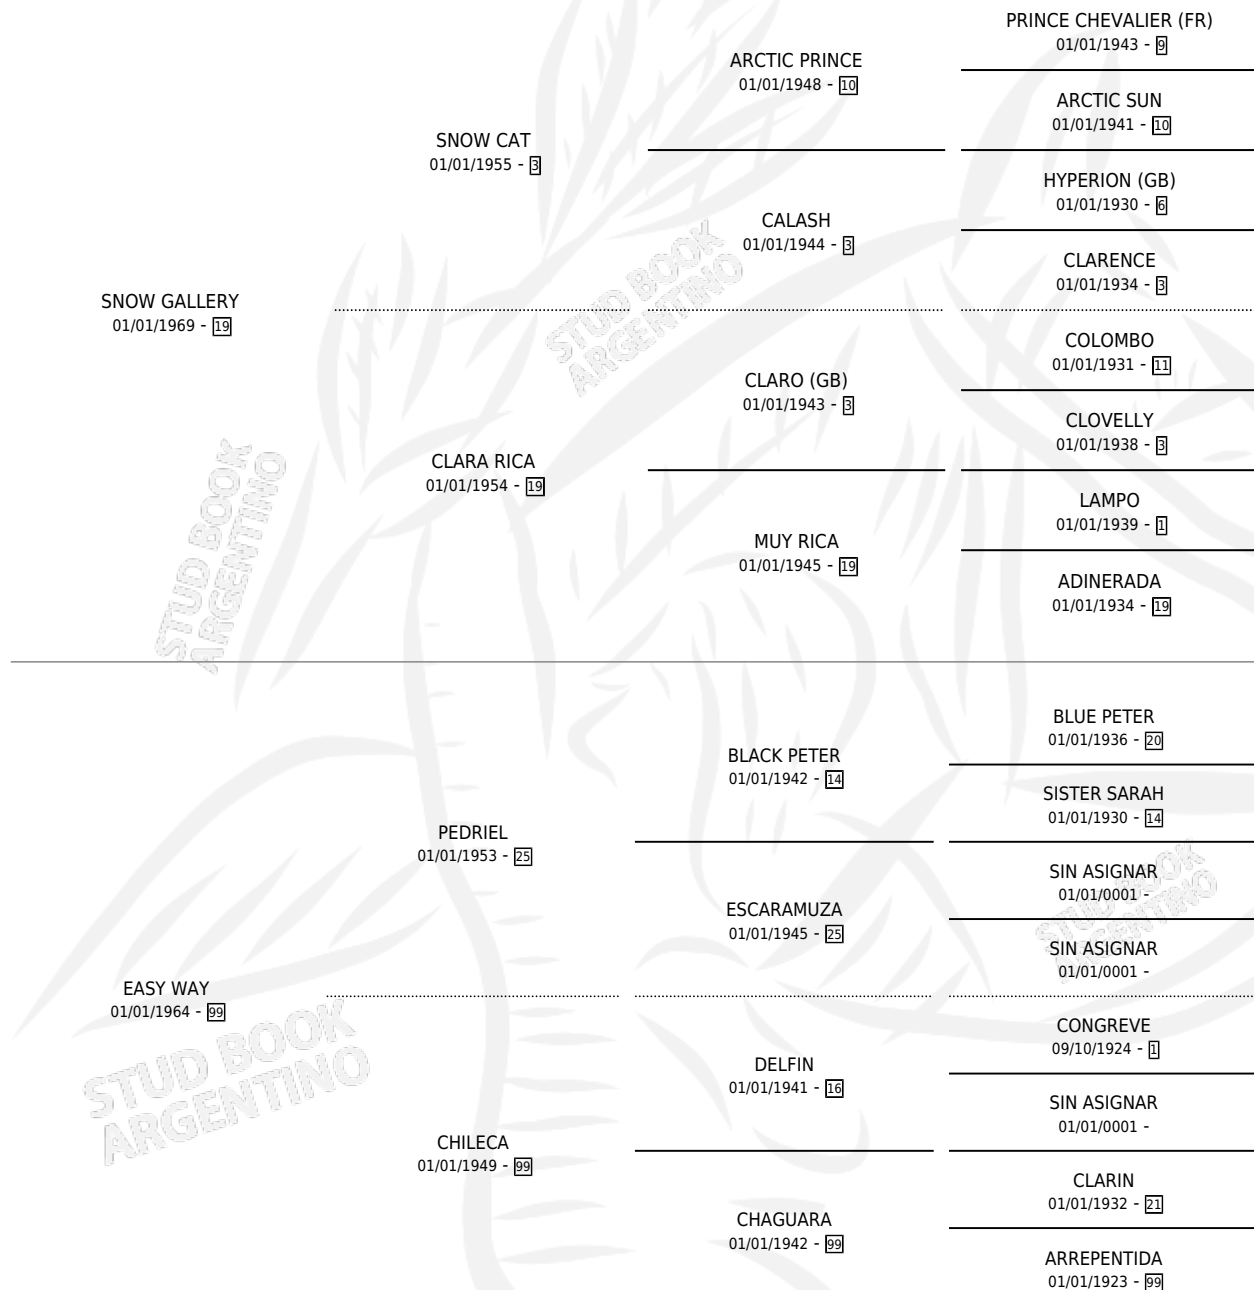 PRINCE CHEVALIER (FR)
01/01/1943 - 9
ARCTIC PRINCE
01/01/1948 - 10
ARCTIC SUN
01/01/1941 - 10
SNOW CAT
01/01/1955 - 3
HYPERION (GB)
01/01/1930 - 6
CALASH
01/01/1944 - 3
CLARENCE
01/01/1934 - 3
SNOW GALLERY
01/01/1969 - 19
COLOMBO
01/01/1931 - 11
CLARO (GB)
01/01/1943 - 3
CLOVELLY
01/01/1938 - 3
CLARA RICA
01/01/1954 - 19
LAMPO
01/01/1939 - 1
MUY RICA
01/01/1945 - 19
ADINERADA
01/01/1934 - 19
BLUE PETER
01/01/1936 - 20
BLACK PETER
01/01/1942 - 14
SISTER SARAH
01/01/1930 - 14
PEDRIEL
01/01/1953 - 25
SIN ASIGNAR
01/01/0001 -
ESCARAMUZA
01/01/1945 - 25
SIN ASIGNAR
01/01/0001 -
EASY WAY
01/01/1964 - 99
CONGREVE
09/10/1924 - 1
DELFIN
01/01/1941 - 16
SIN ASIGNAR
01/01/0001 -
CHILECA
01/01/1949 - 99
CLARIN
01/01/1932 - 21
CHAGUARA
01/01/1942 - 99
ARREPENTIDA
01/01/1923 - 99
STUD BOOK
ARGENTINO
STUD BOOK
ARGENTINO
STUD BOOK
ARGENTINO
STUD BOOK
ARGENTINO